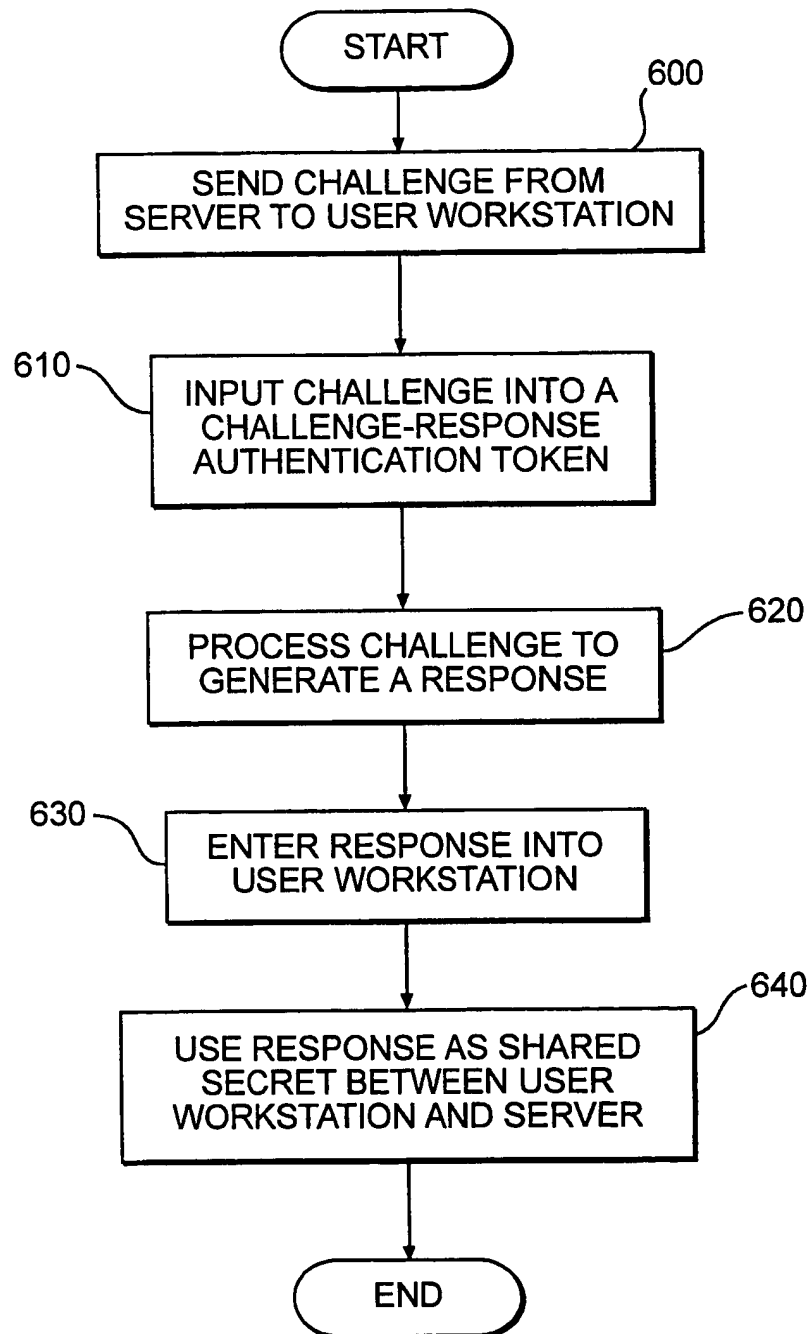 START
600
SEND CHALLENGE FROM
SERVER TO USER WORKSTATION
610
INPUT CHALLENGE INTO A
CHALLENGE-RESPONSE
AUTHENTICATION TOKEN
620
PROCESS CHALLENGE TO
GENERATE A RESPONSE
630
ENTER RESPONSE INTO
USER WORKSTATION
640
USE RESPONSE AS SHARED
SECRET BETWEEN USER
WORKSTATION AND SERVER
END